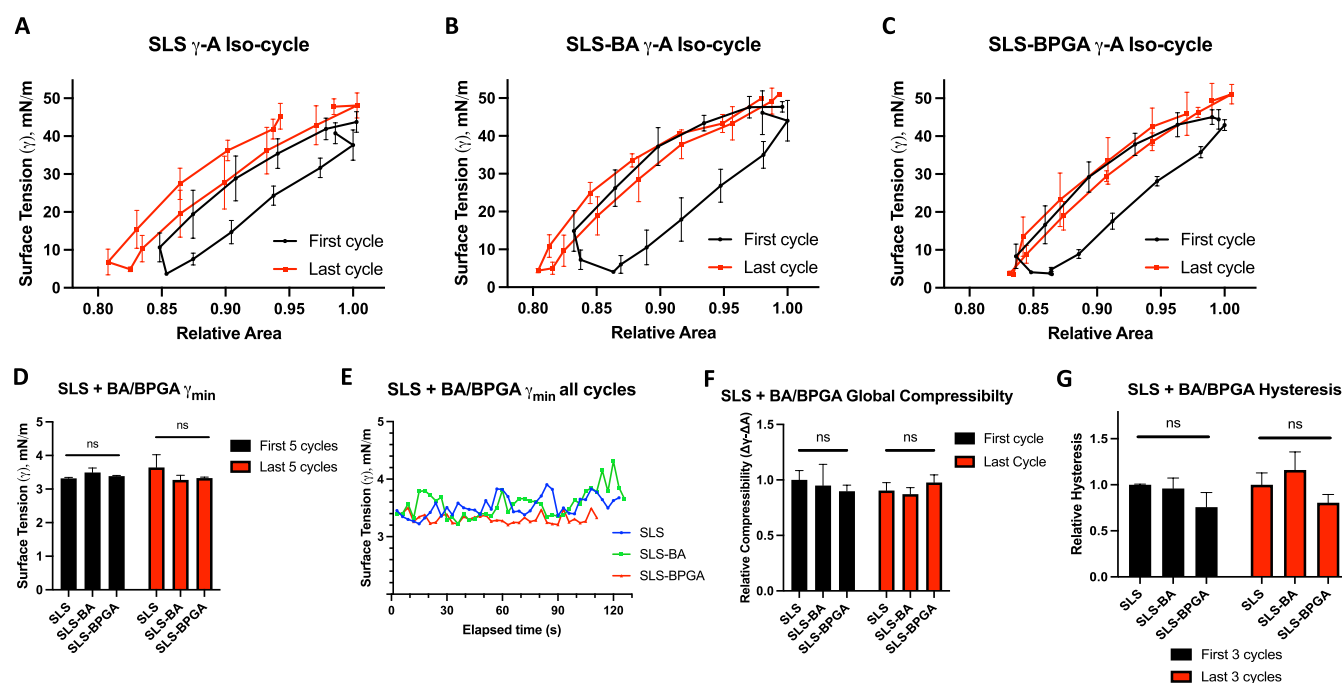 A
SLS γ-A Iso-cycle
Surface Tension (γ), mN/m
50
40
30
20
10
0
0.80
0.85
0.90
0.95
1.00
Relative Area
First cycle
Last cycle
B
SLS-BA γ-A Iso-cycle
Surface Tension (γ), mN/m
50
40
30
20
10
0
0.80
0.85
0.90
0.95
1.00
Relative Area
First cycle
Last cycle
C
SLS-BPGA γ-A Iso-cycle
Surface Tension (γ), mN/m
50
40
30
20
10
0
0.80
0.85
0.90
0.95
1.00
Relative Area
First cycle
Last cycle
D
SLS + BA/BPGA γmin
Surface Tension (γ), mN/m
5
4
3
2
1
0
ns
ns
First 5 cycles
Last 5 cycles
SLS
SLS-BA
SLS-BPGA
SLS
SLS-BA
SLS-BPGA
E
SLS + BA/BPGA γmin all cycles
Surface Tension (γ), mN/m
5
4
3
0
30
60
90
120
Elapsed time (s)
SLS
SLS-BA
SLS-BPGA
F
SLS + BA/BPGA Global Compressibilty
Relative Compressibility (Δγ-ΔA)
1.5
1.0
0.5
0.0
ns
ns
First cycle
Last Cycle
SLS
SLS-BA
SLS-BPGA
SLS
SLS-BA
SLS-BPGA
G
SLS + BA/BPGA Hysteresis
Relative Hysteresis
1.5
1.0
0.5
0.0
ns
ns
SLS
SLS-BA
SLS-BPGA
SLS
SLS-BA
SLS-BPGA
First 3 cycles
Last 3 cycles